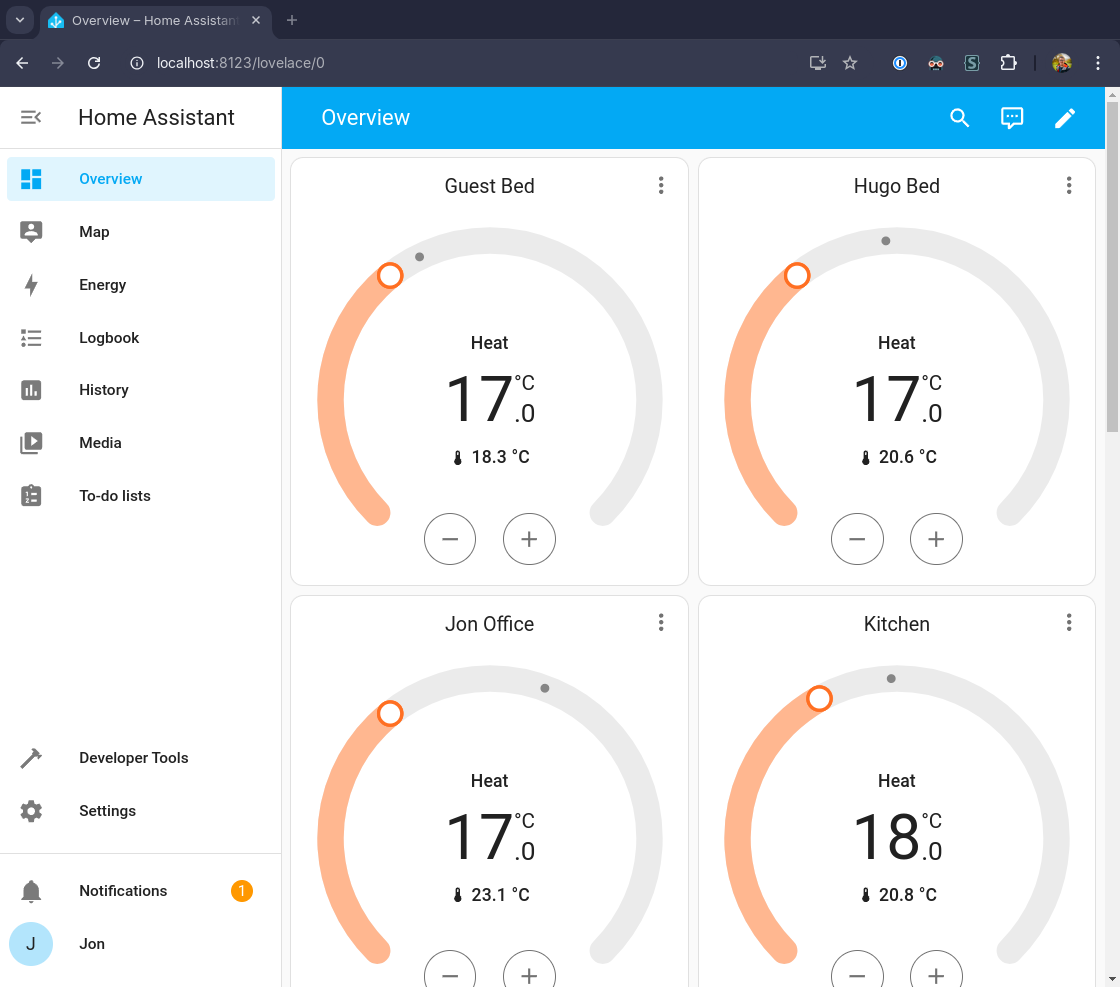 Overview – Home Assistant
localhost:8123/lovelace/0
S
Home Assistant
Overview
Overview
Map
Energy
Logbook
History
Media
To-do lists
Developer Tools
Settings
Notifications 1
J Jon
Guest Bed
Heat
17.0 °C
18.3 °C
Hugo Bed
Heat
17.0 °C
20.6 °C
Jon Office
Heat
17.0 °C
23.1 °C
Kitchen
Heat
18.0 °C
20.8 °C